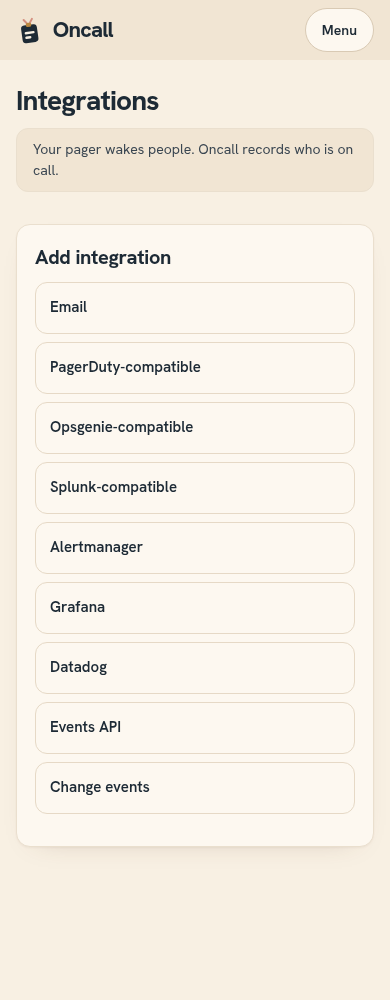 Oncall
Menu
Integrations
Your pager wakes people. Oncall records who is on
call.
Add integration
Email
PagerDuty-compatible
Opsgenie-compatible
Splunk-compatible
Alertmanager
Grafana
Datadog
Events API
Change events